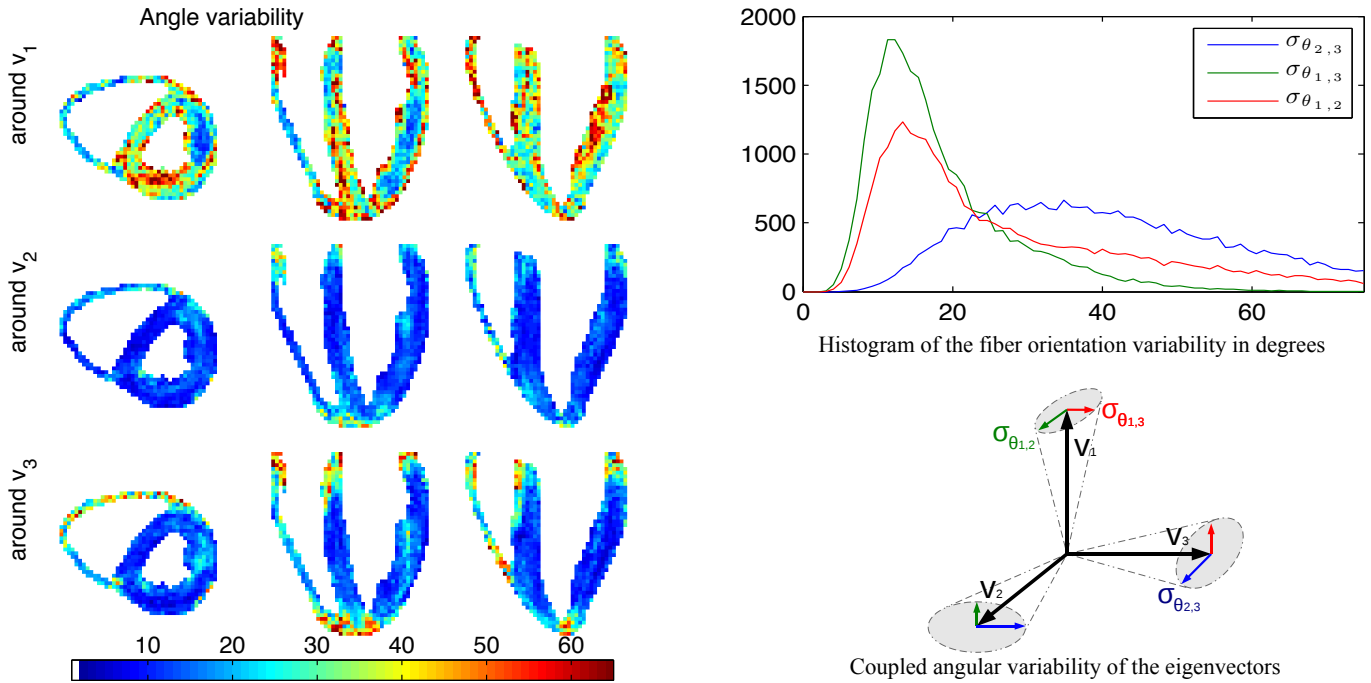 Angle variability
around v1
around v2
around v3
10 20 30 40 50 60
2000
1500
1000
500
0
0 20 40 60
σθ2,3
σθ1,3
σθ1,2
Histogram of the fiber orientation variability in degrees
σθ1,2
σθ1,3
V1
V3
V2
σθ2,3
Coupled angular variability of the eigenvectors